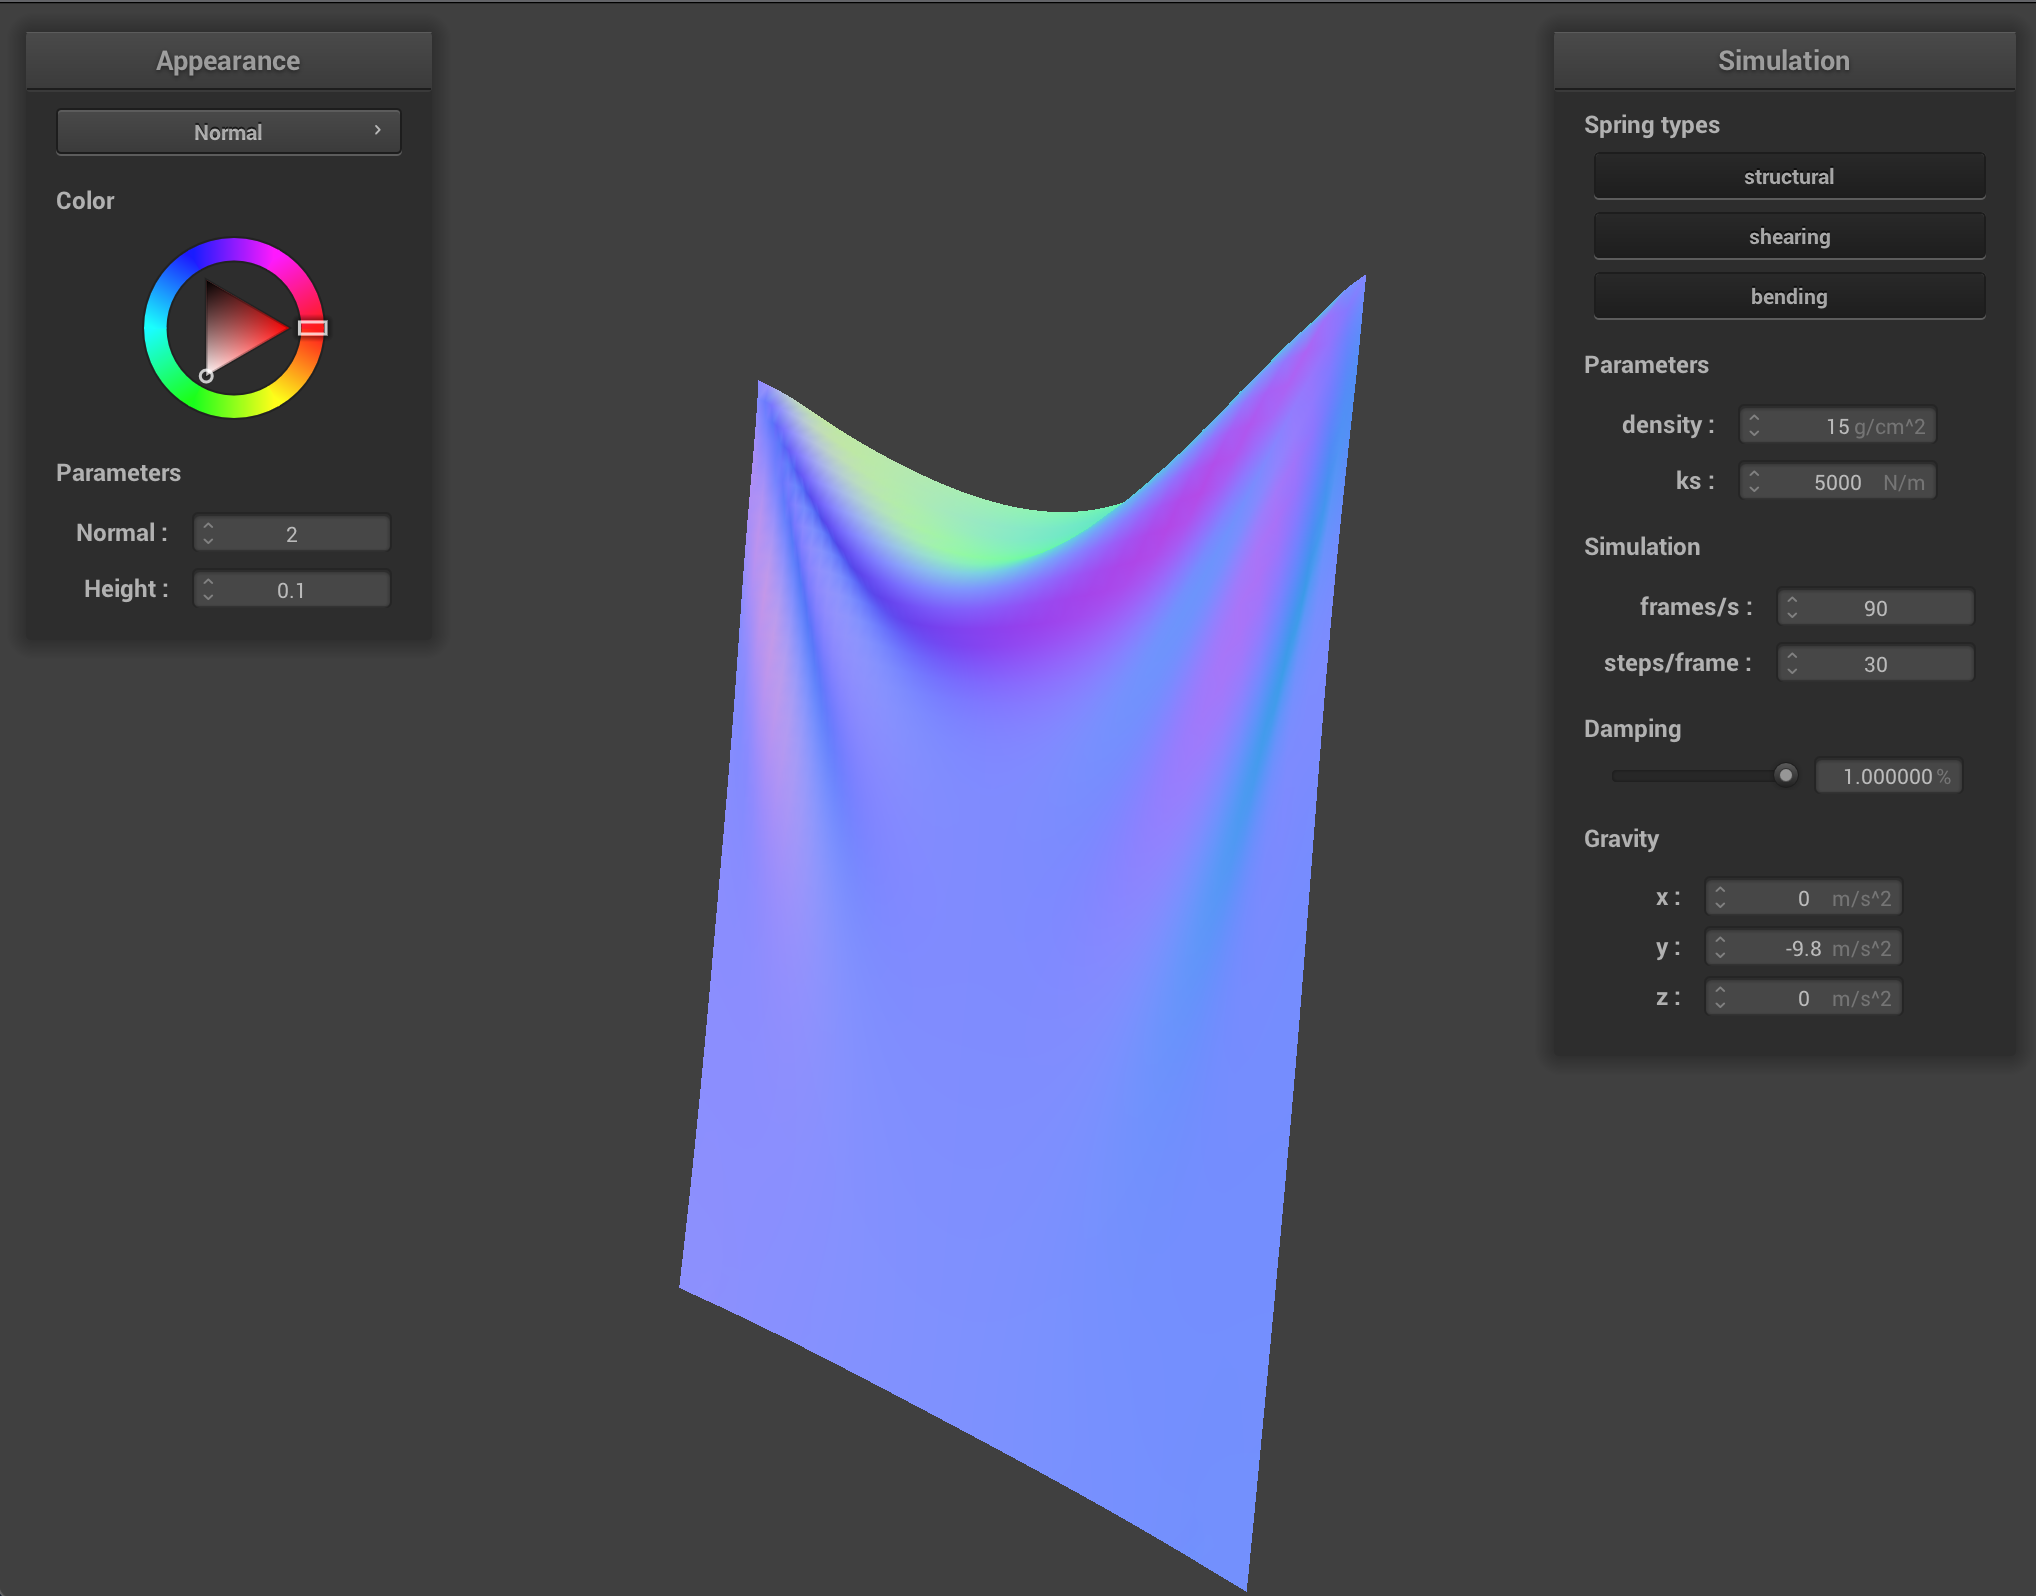 Appearance
Normal
Color
Parameters
Normal : 2
Height : 0.1
Simulation
Spring types
structural
shearing
bending
Parameters
density : 15 g/cm^2
ks : 5000 N/m
Simulation
frames/s : 90
steps/frame : 30
Damping
1.000000 %
Gravity
x : 0 m/s^2
y : -9.8 m/s^2
z : 0 m/s^2